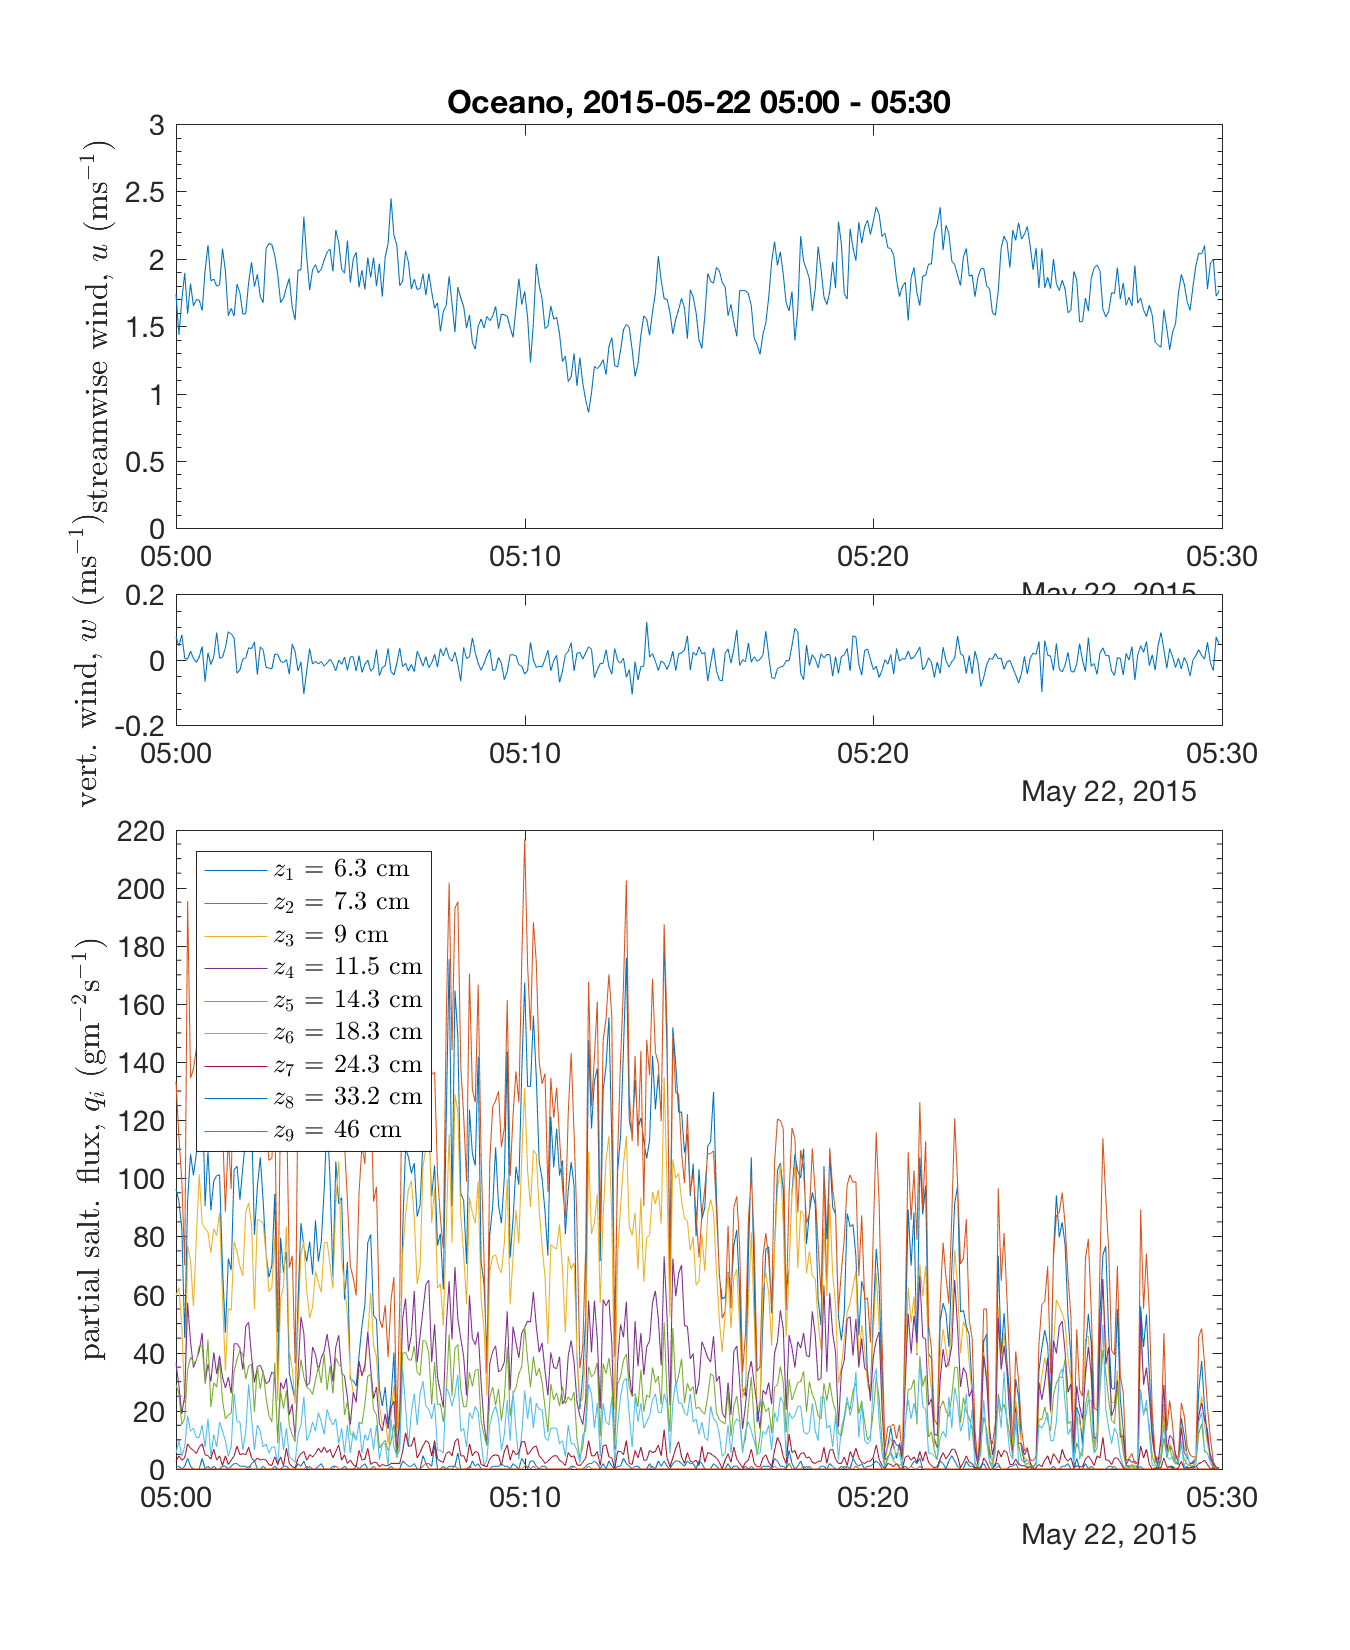 Oceano, 2015-05-22 05:00 - 05:30
streamwise wind, u (ms⁻¹)
3
2.5
2
1.5
1
0.5
0
05:00 05:10 05:20 05:30
May 22, 2015
vert. wind, w (ms⁻¹)
0.2
0
-0.2
05:00 05:10 05:20 05:30
May 22, 2015
partial salt. flux, qᵢ (gm⁻²s⁻¹)
220
200
180
160
140
120
100
80
60
40
20
0
z₁ = 6.3 cm
z₂ = 7.3 cm
z₃ = 9 cm
z₄ = 11.5 cm
z₅ = 14.3 cm
z₆ = 18.3 cm
z₇ = 24.3 cm
z₈ = 33.2 cm
z₉ = 46 cm
05:00 05:10 05:20 05:30
May 22, 2015